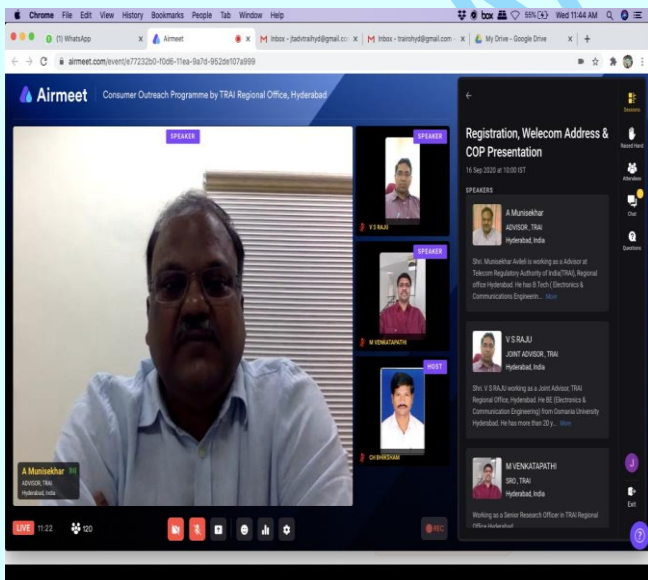 Chrome File Edit View History Bookmarks People Tab Window Help
box 55% Wed 11:44 AM
(1) WhatsApp
Airmeet
Inbox - jtadvtraihyd@gmail.co
Inbox - trairohyd@gmail.com -
My Drive - Google Drive
airmeet.com/event/e77232b0-f0d6-11ea-9a7d-952de107a999
Airmeet
Consumer Outreach Programme by TRAI Regional Office, Hyderabad
SPEAKER
A Munisekhar
ADVISOR, TRAI
Hyderabad, India
SPEAKER
V S RAJU
SPEAKER
M VENKATAPATHI
HOST
CH BHIKSHAM
LIVE 11:22 120
REC
Registration, Welecom Address &
COP Presentation
16 Sep 2020 at 10:00 IST
SPEAKERS
A Munisekhar
ADVISOR, TRAI
Hyderabad, India
Shri. Munisekhar Avileli is working as a Advisor at
Telecom Regulatory Authority of India(TRAI), Regional
office Hyderabad. He has B.Tech ( Electronics &
Communications Engineerin... More
V S RAJU
JOINT ADVISOR, TRAI
Hyderabad, India
Shri. V S RAJU working as a Joint Advisor, TRAI
Regional Office, Hyderabad. He BE (Electronics &
Communication Engineering) from Osmania University
Hyderabad. He has more than 20 y... More
M VENKATAPATHI
SRO, TRAI
Hyderabad, India
Working as a Senior Research Officer in TRAI Regional
Office Hyderabad
Sessions
Raised Hand
Attendees
Chat
Questions
J
Exit